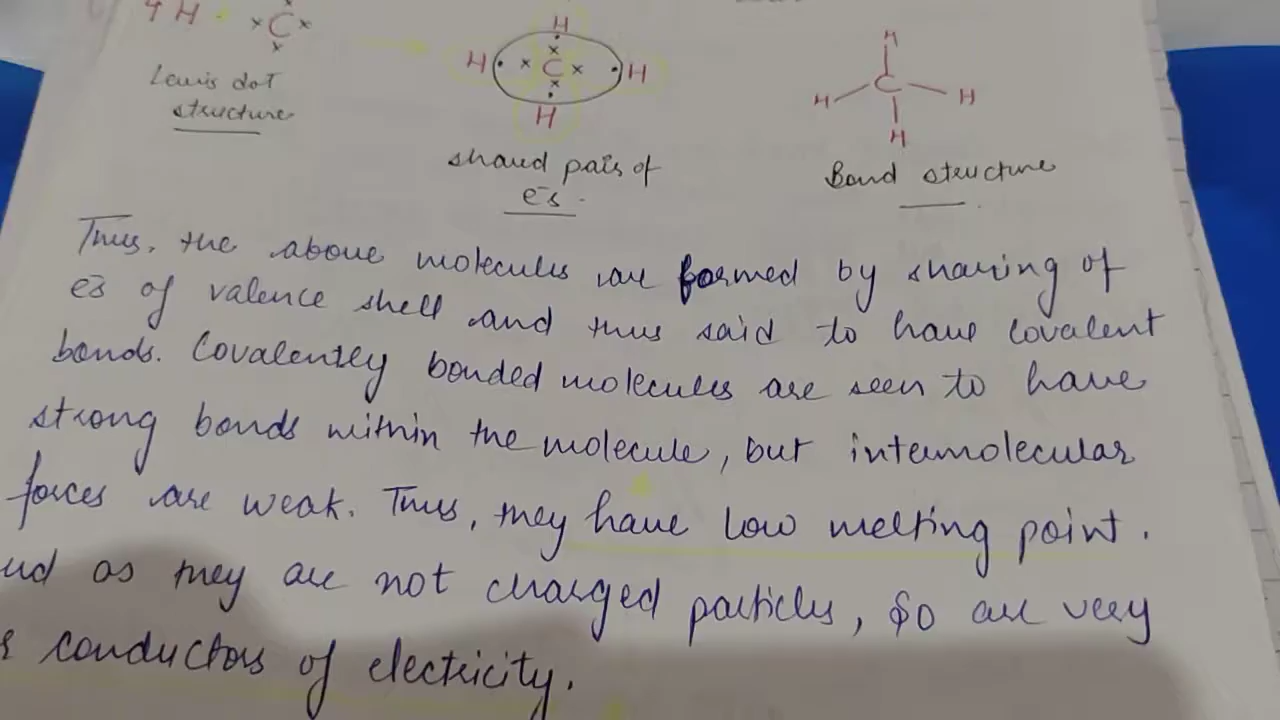 4 H + C
Lewis dot
structure
H
H C H
H
shared pairs of
e̅s.
H
C
H H
H
Bond structure
Thus, the above molecules are formed by sharing of
e̅s of valence shell and thus said to have covalent
bonds. Covalently bonded molecules are seen to have
strong bonds within the molecule, but intermolecular
forces are weak. Thus, they have low melting point.
as they are not charged particles, so are very
conductors of electricity.